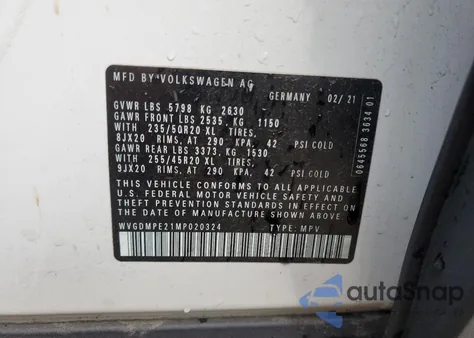 MFD BY:VOLKSWAGEN AG
GERMANY 02/21
GVWR LBS 5798 KG 2630
GAWR FRONT LBS 2535, KG 1150
WITH 235/50R20 XL TIRES,
8JX20 RIMS, AT 290 KPA, 42 PSI COLD
GAWR REAR LBS 3373, KG 1530
WITH 255/45R20 XL TIRES,
9JX20 RIMS, AT 290 KPA, 42 PSI COLD
THIS VEHICLE CONFORMS TO ALL APPLICABLE
U.S. FEDERAL MOTOR VEHICLE SAFETY AND
THEFT PREVENTION STANDARDS IN EFFECT
ON THE DATE OF MANUFACTURE SHOWN ABOVE.
WVGDMPE21MP020324 TYPE: MPV
0645568 3034 01
autoSnap